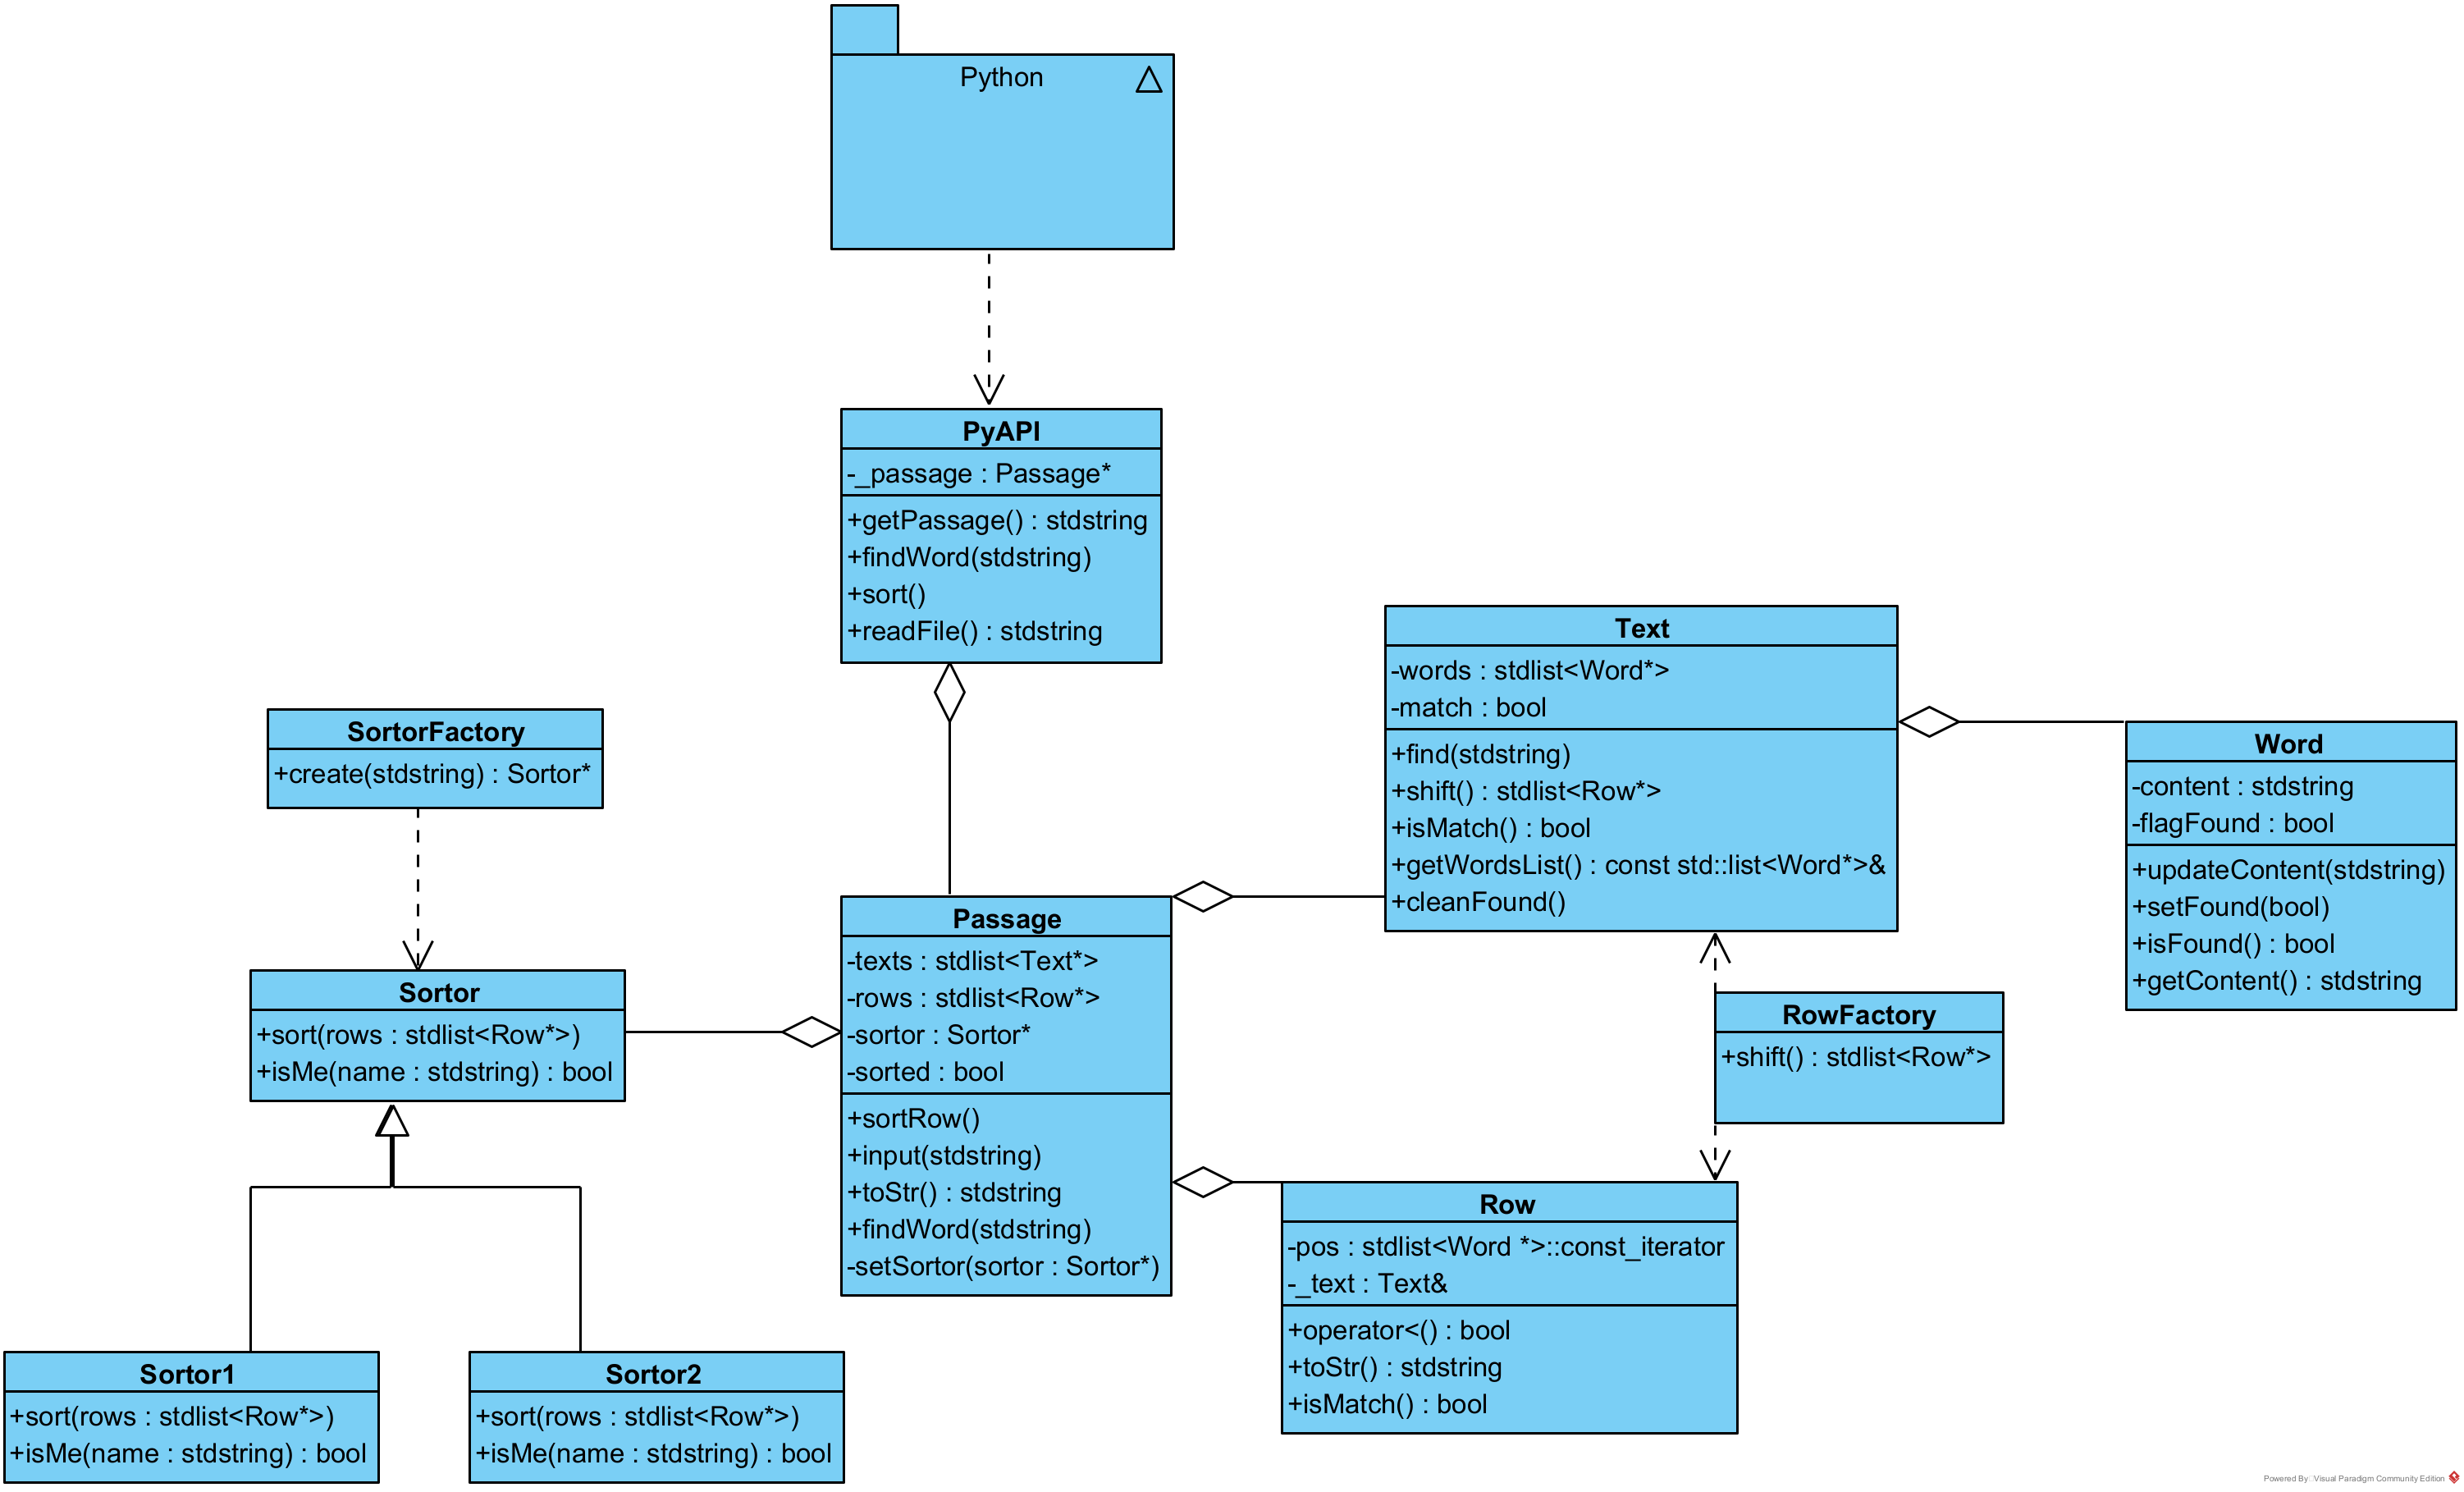 Python
PyAPI
-_passage : Passage*
+getPassage() : stdstring
+findWord(stdstring)
+sort()
+readFile() : stdstring
Text
-words : stdlist<Word*>
-match : bool
+find(stdstring)
+shift() : stdlist<Row*>
+isMatch() : bool
+getWordsList() : const std::list<Word*>&
+cleanFound()
SortorFactory
+create(stdstring) : Sortor*
Word
-content : stdstring
-flagFound : bool
+updateContent(stdstring)
+setFound(bool)
+isFound() : bool
+getContent() : stdstring
Passage
-texts : stdlist<Text*>
-rows : stdlist<Row*>
-sortor : Sortor*
-sorted : bool
+sortRow()
+input(stdstring)
+toStr() : stdstring
+findWord(stdstring)
-setSortor(sortor : Sortor*)
Sortor
+sort(rows : stdlist<Row*>)
+isMe(name : stdstring) : bool
RowFactory
+shift() : stdlist<Row*>
Row
-pos : stdlist<Word *>::const_iterator
-_text : Text&
+operator<() : bool
+toStr() : stdstring
+isMatch() : bool
Sortor1
+sort(rows : stdlist<Row*>)
+isMe(name : stdstring) : bool
Sortor2
+sort(rows : stdlist<Row*>)
+isMe(name : stdstring) : bool
Powered By Visual Paradigm Community Edition